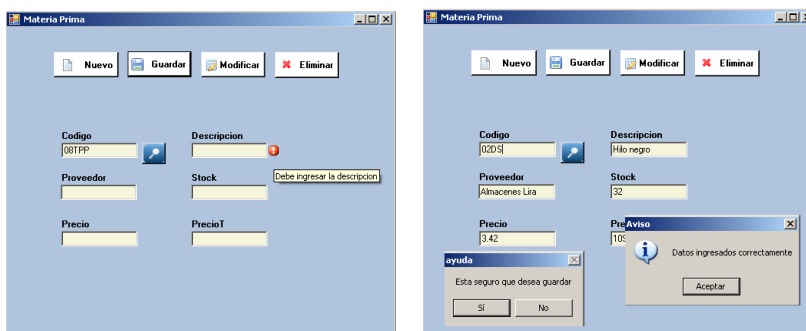 Materia Prima
Nuevo Guardar Modificar Eliminar
Codigo Descripcion
08TPP
Debe ingresar la descripcion
Proveedor Stock
Precio PrecioT
Materia Prima
Nuevo Guardar Modificar Eliminar
Codigo Descripcion
02DS Hilo negro
Proveedor Stock
Almacenes Lira 32
Precio
3.42
ayuda
Esta seguro que desea guardar
Sí No
Aviso
Datos ingresados correctamente
Aceptar